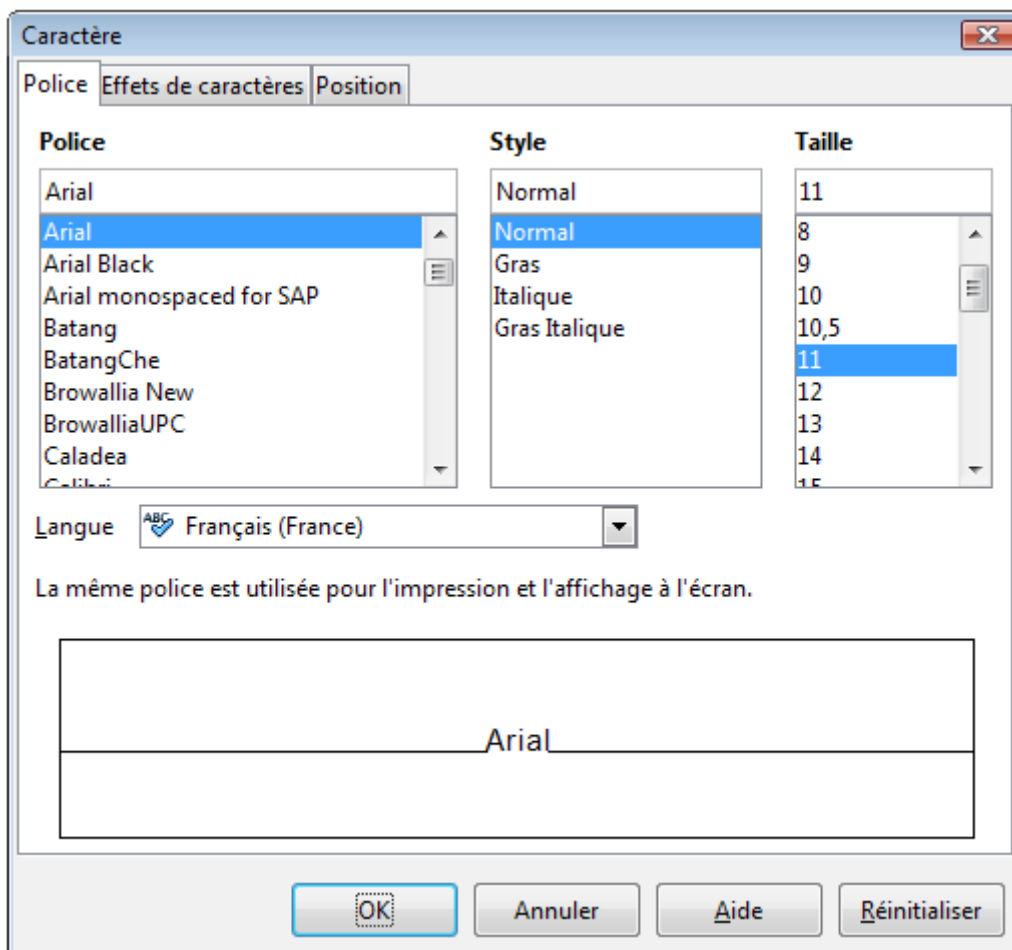 Caractère
Police Effets de caractères Position
Police Style Taille
Arial Normal 11
Arial Normal 8
Arial Black Gras 9
Arial monospaced for SAP Italique 10
Batang Gras Italique 10,5
BatangChe 11
Browallia New 12
BrowalliaUPC 13
Caladea 14
Calibri 15
Langue ABC Français (France)
La même police est utilisée pour l'impression et l'affichage à l'écran.
Arial
OK Annuler Aide Réinitialiser